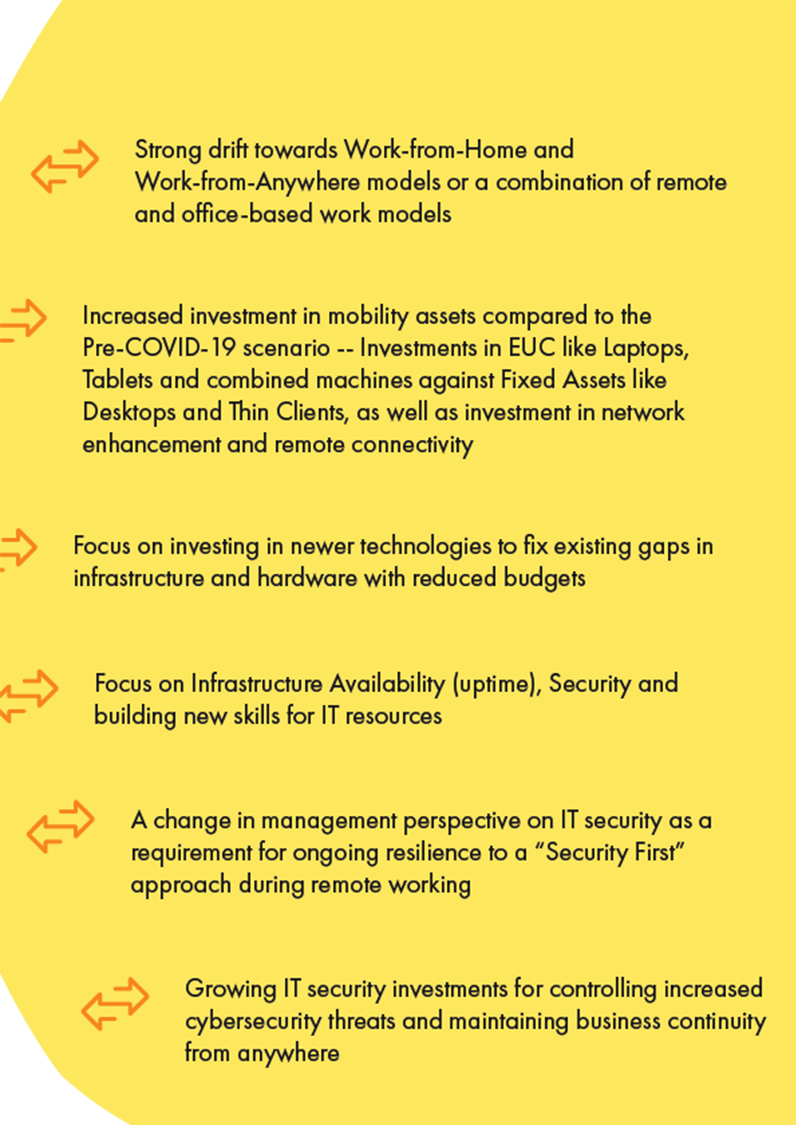 Strong drift towards Work-from-Home and
Work-from-Anywhere models or a combination of remote
and office-based work models
Increased investment in mobility assets compared to the
Pre-COVID-19 scenario -- Investments in EUC like Laptops,
Tablets and combined machines against Fixed Assets like
Desktops and Thin Clients, as well as investment in network
enhancement and remote connectivity
Focus on investing in newer technologies to fix existing gaps in
infrastructure and hardware with reduced budgets
Focus on Infrastructure Availability (uptime), Security and
building new skills for IT resources
A change in management perspective on IT security as a
requirement for ongoing resilience to a “Security First”
approach during remote working
Growing IT security investments for controlling increased
cybersecurity threats and maintaining business continuity
from anywhere